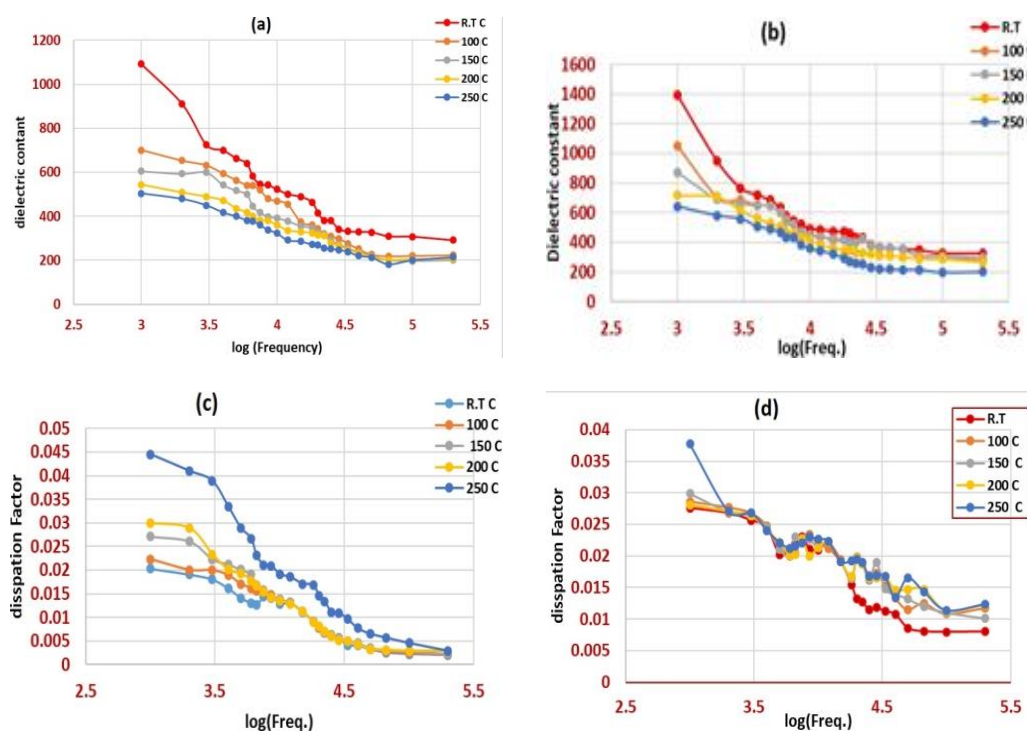 (a)
R.T C
100 C
150 C
200 C
250 C
dielectric contant
1200
1000
800
600
400
200
0
2.5 3 3.5 4 4.5 5 5.5
log (Frequency)
(b)
R.T
100
150
200
250
Dielectric constant
1600
1400
1200
1000
800
600
400
200
0
2.5 3 3.5 4 4.5 5 5.5
log(Freq.)
(c)
R.T C
100 C
150 C
200 C
250 C
disspation Factor
0.05
0.045
0.04
0.035
0.03
0.025
0.02
0.015
0.01
0.005
0
2.5 3.5 4.5 5.5
log(Freq.)
(d)
R.T
100 C
150 C
200 C
250 C
disspation Factor
0.04
0.035
0.03
0.025
0.02
0.015
0.01
0.005
0
2.5 3.5 4.5 5.5
log(Freq.)